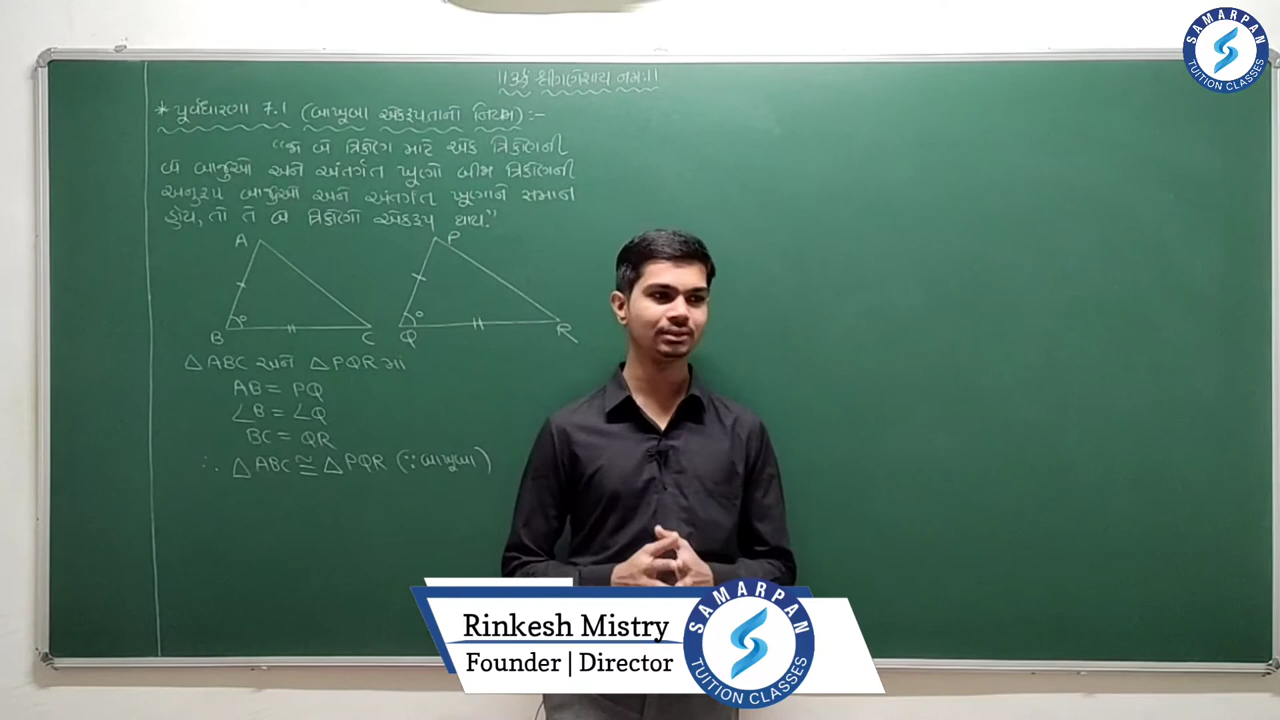 ॥ૐ શ્રીગણેશાય નમઃ॥
* પૂર્વધારણા 7.1 (બાખૂબા એકરૂપતાનો નિયમ) :-
“જો બે ત્રિકોણ માટે એક ત્રિકોણની
બે બાજુઓ અને અંતર્ગત ખૂણો બીજા ત્રિકોણની
અનુરૂપ બાજુઓ અને અંતર્ગત ખૂણાને સમાન
હોય, તો તે બે ત્રિકોણો એકરૂપ થાય.”
A
P
B
C
Q
R
△ABC અને △PQR માં
AB = PQ
∠B = ∠Q
BC = QR
∴ △ABC ≅ △PQR (∵ બાખૂબા)
SAMARPAN
TUITION CLASSES
Rinkesh Mistry
Founder | Director
SAMARPAN
TUITION CLASSES